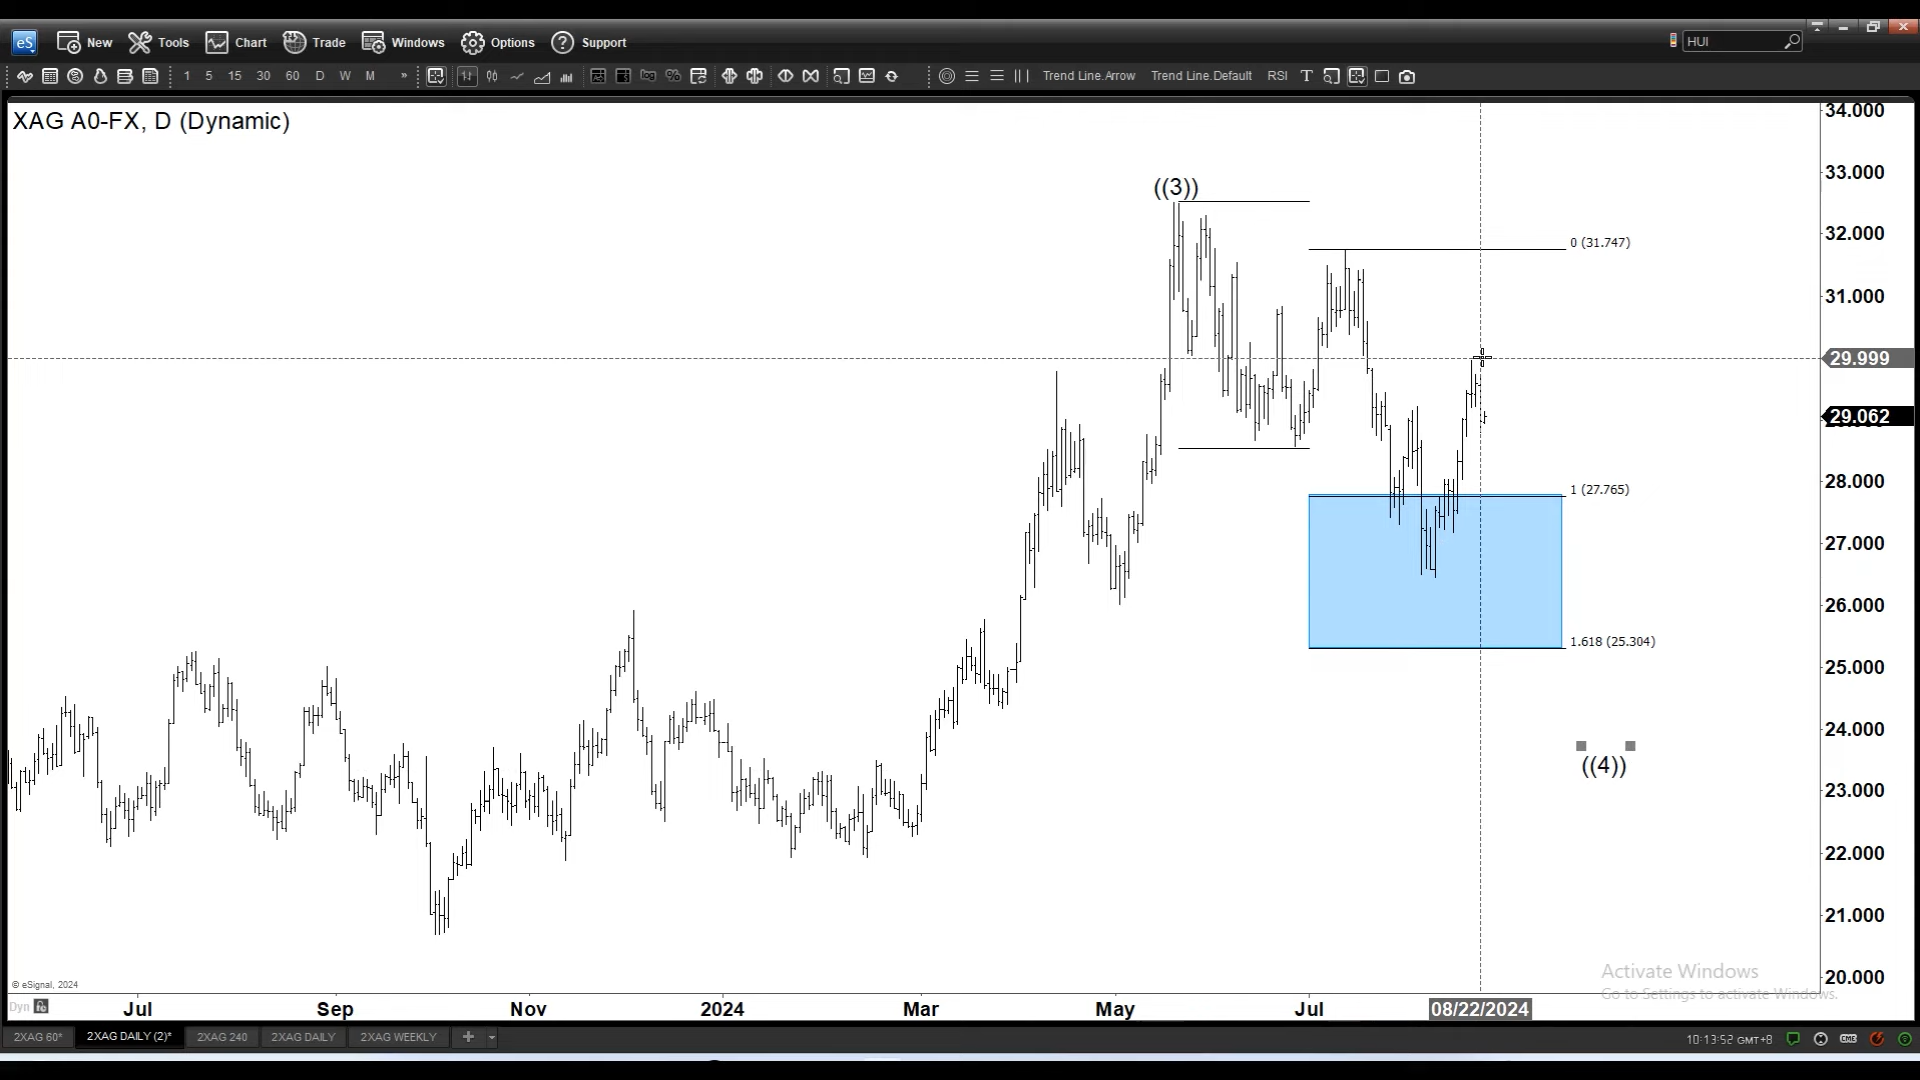 eS New Tools Chart Trade Windows Options Support HUI
1 5 15 30 60 D W M » Trend Line.Arrow Trend Line.Default RSI T
XAG A0-FX, D (Dynamic)
34.000
((3))
33.000
32.000
0 (31.747)
31.000
29.999
29.062
28.000
1 (27.765)
27.000
26.000
1.618 (25.304)
25.000
24.000
((4))
23.000
22.000
21.000
Activate Windows
20.000
© eSignal, 2024
Go to Settings to activate Windows.
Dyn
Jul Sep Nov 2024 Mar May Jul 08/22/2024
2XAG 60* 2XAG DAILY (2)* 2XAG 240 2XAG DAILY 2XAG WEEKLY + 10:13:52 GMT+8 CME